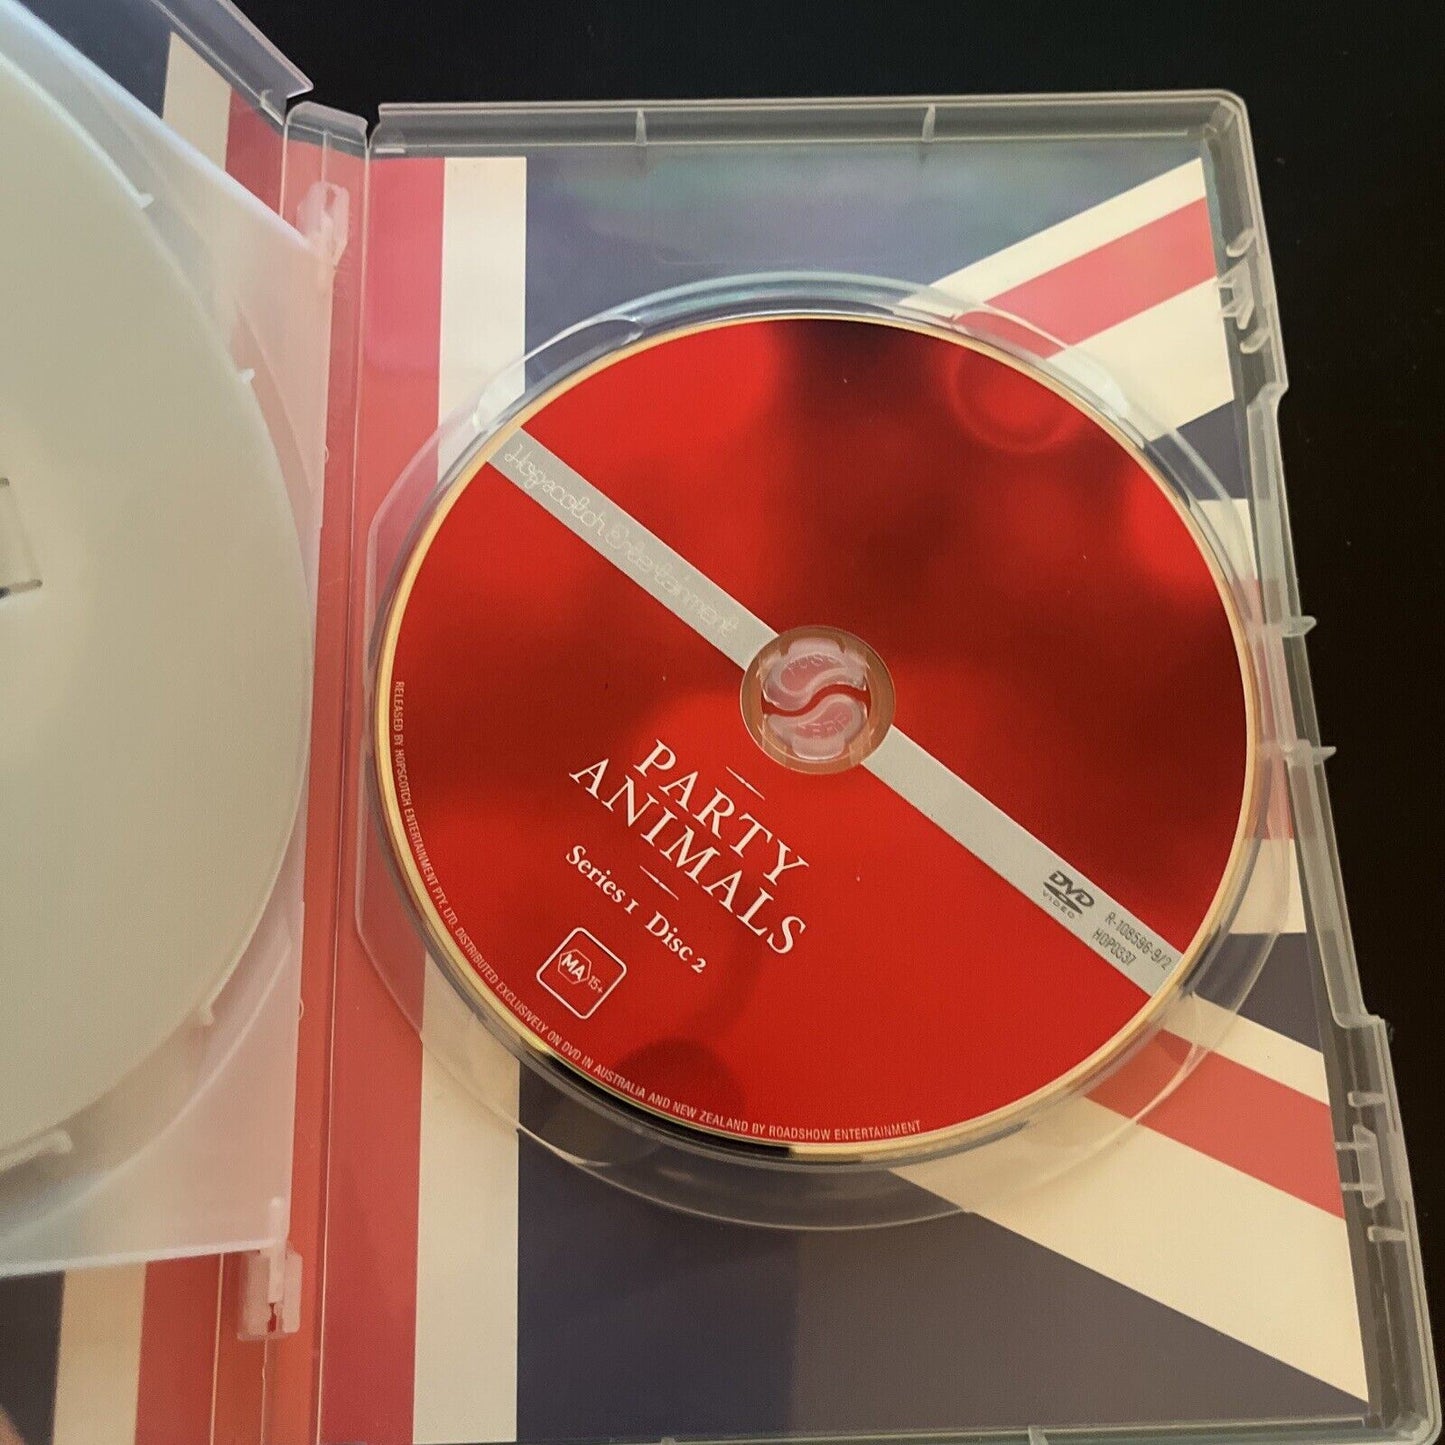 Hopscotch Entertainment
PARTY
ANIMALS
Series 1 Disc 2
MA 15+
DVD
VIDEO
R-108596-9/2
HOP0337
RELEASED BY HOPSCOTCH ENTERTAINMENT PTY. LTD. DISTRIBUTED EXCLUSIVELY ON DVD IN AUSTRALIA AND NEW ZEALAND BY ROADSHOW ENTERTAINMENT